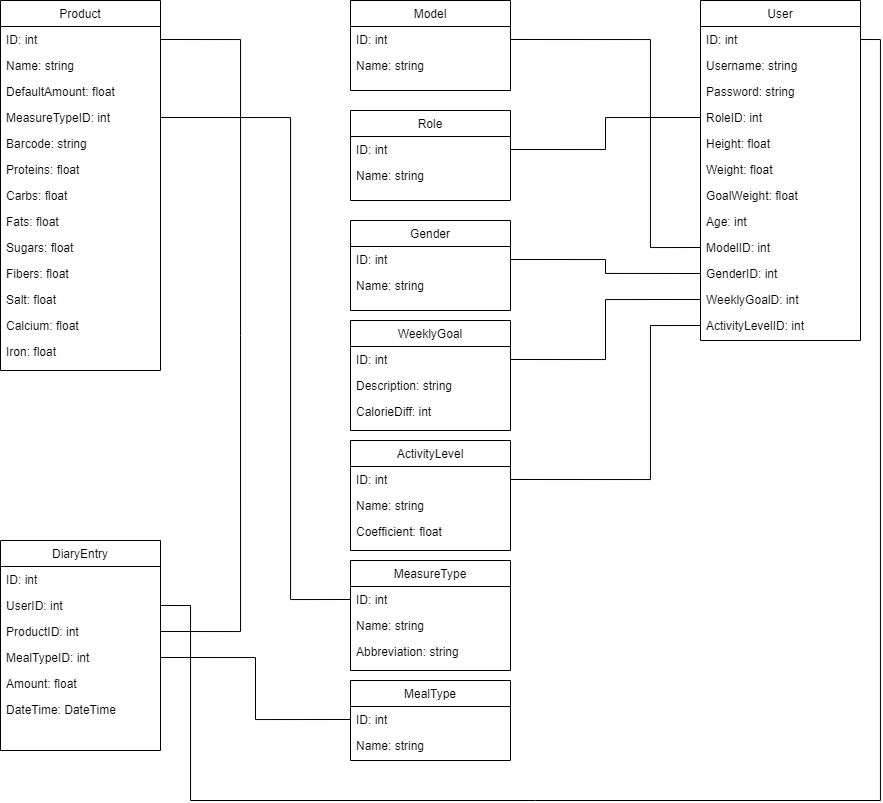 Product
ID: int
Name: string
DefaultAmount: float
MeasureTypeID: int
Barcode: string
Proteins: float
Carbs: float
Fats: float
Sugars: float
Fibers: float
Salt: float
Calcium: float
Iron: float
Model
ID: int
Name: string
Role
ID: int
Name: string
Gender
ID: int
Name: string
WeeklyGoal
ID: int
Description: string
CalorieDiff: int
ActivityLevel
ID: int
Name: string
Coefficient: float
MeasureType
ID: int
Name: string
Abbreviation: string
MealType
ID: int
Name: string
User
ID: int
Username: string
Password: string
RoleID: int
Height: float
Weight: float
GoalWeight: float
Age: int
ModelID: int
GenderID: int
WeeklyGoalD: int
ActivityLevelID: int
DiaryEntry
ID: int
UserID: int
ProductID: int
MealTypeID: int
Amount: float
DateTime: DateTime